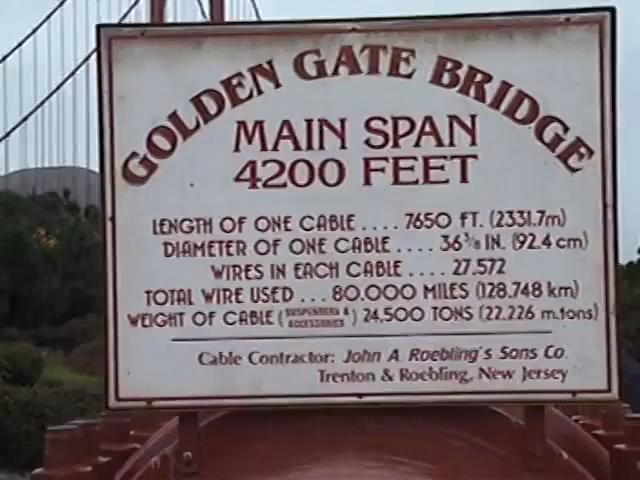 GOLDEN GATE BRIDGE
MAIN SPAN
4200 FEET
LENGTH OF ONE CABLE .... 7650 FT. (2331.7m)
DIAMETER OF ONE CABLE .... 36 3/8 IN. (92.4 cm)
WIRES IN EACH CABLE .... 27.572
TOTAL WIRE USED ... 80.000 MILES (128.748 km)
WEIGHT OF CABLE (SUSPENDERS & ACCESSORIES) 24,500 TONS (22.226 m.tons)
Cable Contractor: John A. Roebling's Sons Co.
Trenton & Roebling, New Jersey